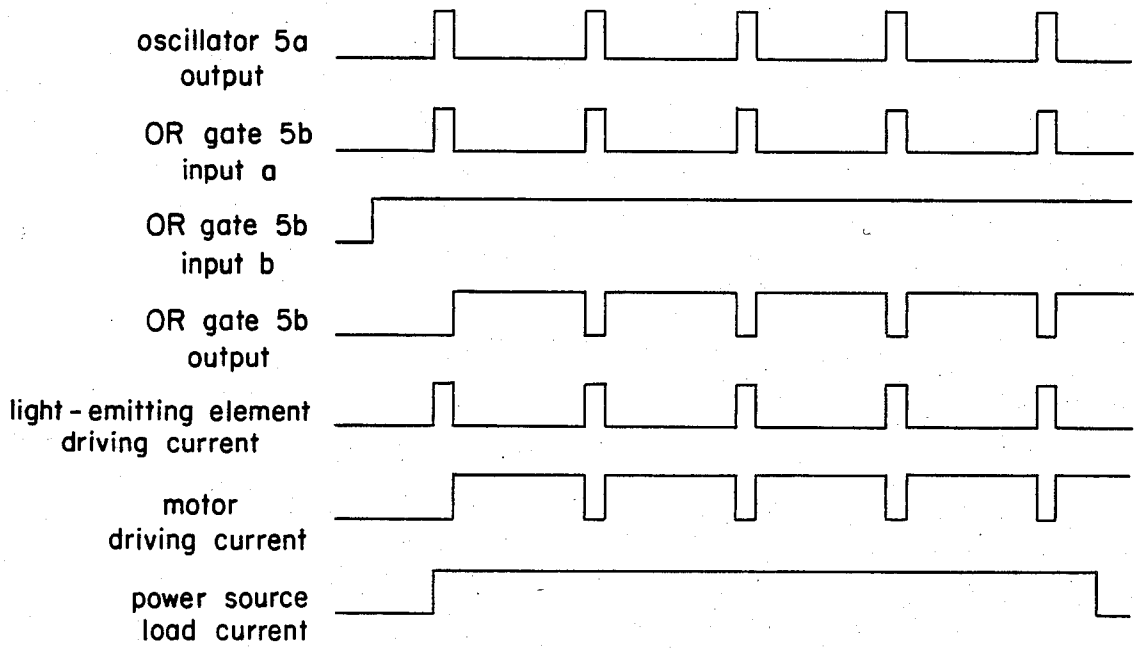 oscillator 5a
output
OR gate 5b
input a
OR gate 5b
input b
OR gate 5b
output
light-emitting element
driving current
motor
driving current
power source
load current